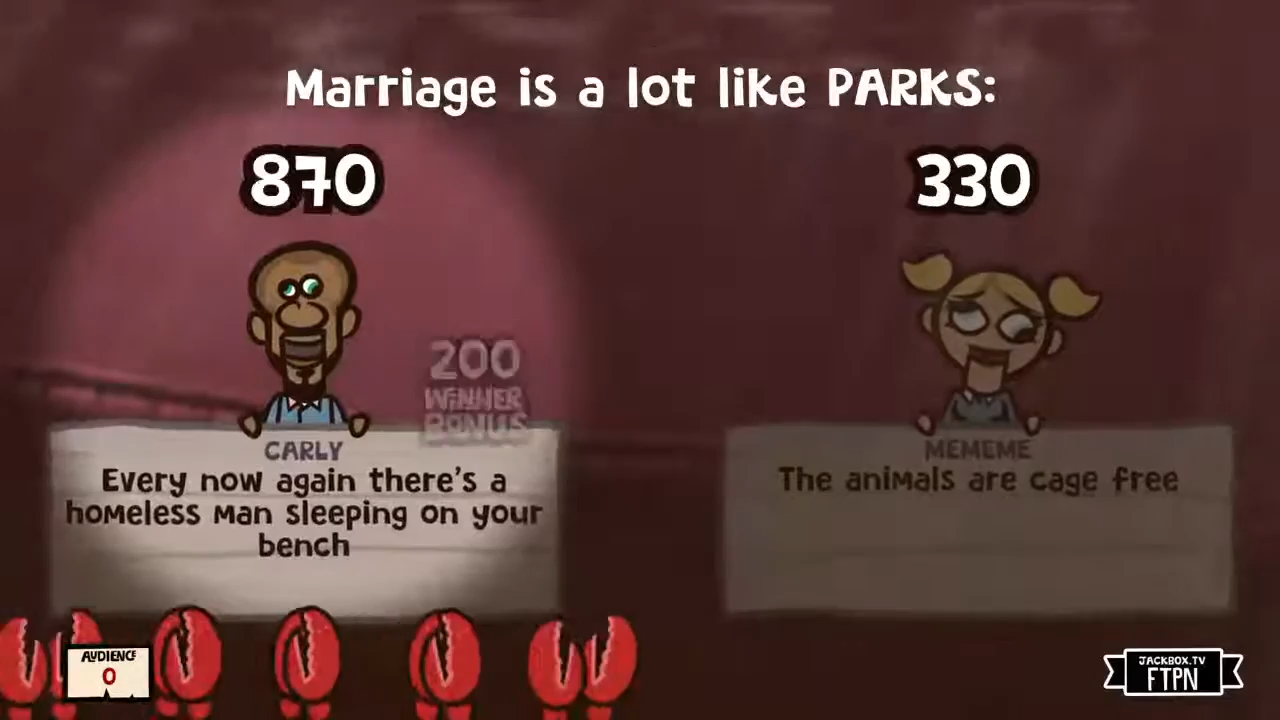 Marriage is a lot like PARKS:
870
330
200
WINNER
BONUS
CARLY
Every now again there's a
homeless man sleeping on your
bench
MEMEME
The animals are cage free
AUDIENCE
0
JACKBOX.TV
FTPN